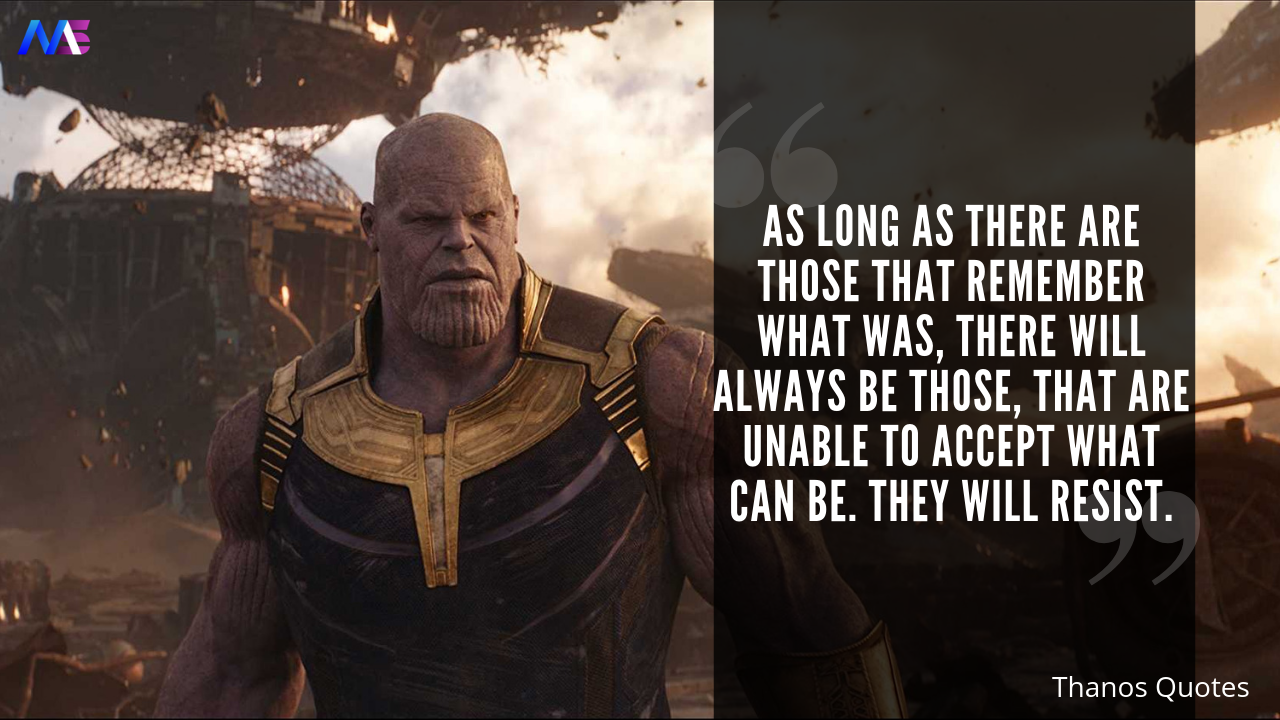 MS
AS LONG AS THERE ARE
THOSE THAT REMEMBER
WHAT WAS, THERE WILL
ALWAYS BE THOSE, THAT ARE
UNABLE TO ACCEPT WHAT
CAN BE. THEY WILL RESIST.
Thanos Quotes